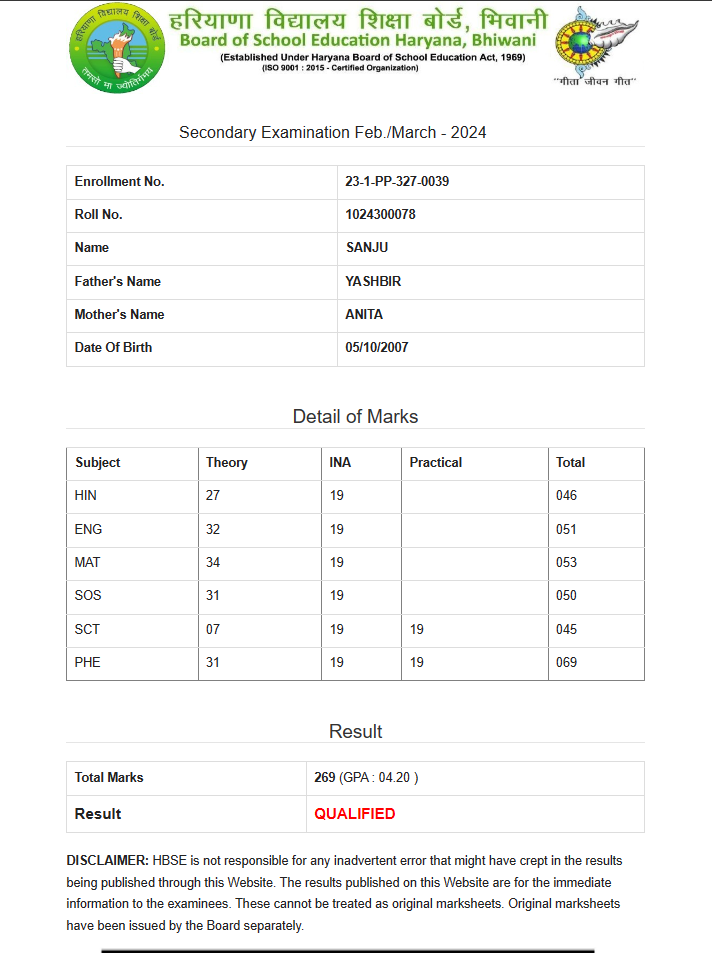 हरियाणा विद्यालय शिक्षा बोर्ड
तमसो मा ज्योतिर्गमय
हरियाणा विद्यालय शिक्षा बोर्ड, भिवानी
Board of School Education Haryana, Bhiwani
(Established Under Haryana Board of School Education Act, 1969)
(ISO 9001 : 2015 - Certified Organization)
"गीता जीवन गीत"
Secondary Examination Feb./March - 2024
Enrollment No. 23-1-PP-327-0039
Roll No. 1024300078
Name SANJU
Father's Name YASHBIR
Mother's Name ANITA
Date Of Birth 05/10/2007
Detail of Marks
Subject Theory INA Practical Total
HIN 27 19 046
ENG 32 19 051
MAT 34 19 053
SOS 31 19 050
SCT 07 19 19 045
PHE 31 19 19 069
Result
Total Marks 269 (GPA : 04.20 )
Result QUALIFIED
DISCLAIMER: HBSE is not responsible for any inadvertent error that might have crept in the results
being published through this Website. The results published on this Website are for the immediate
information to the examinees. These cannot be treated as original marksheets. Original marksheets
have been issued by the Board separately.